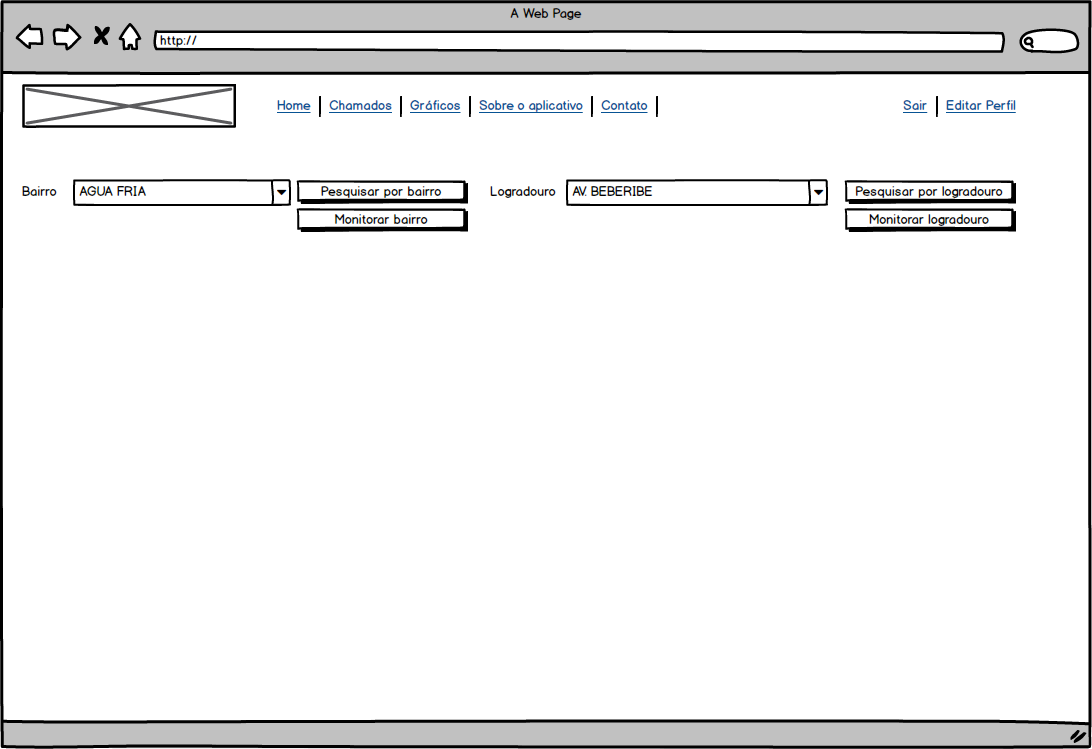 A Web Page
http://
Home Chamados Gráficos Sobre o aplicativo Contato Sair Editar Perfil
Bairro AGUA FRIA Pesquisar por bairro Logradouro AV. BEBERIBE Pesquisar por logradouro
Monitorar bairro Monitorar logradouro